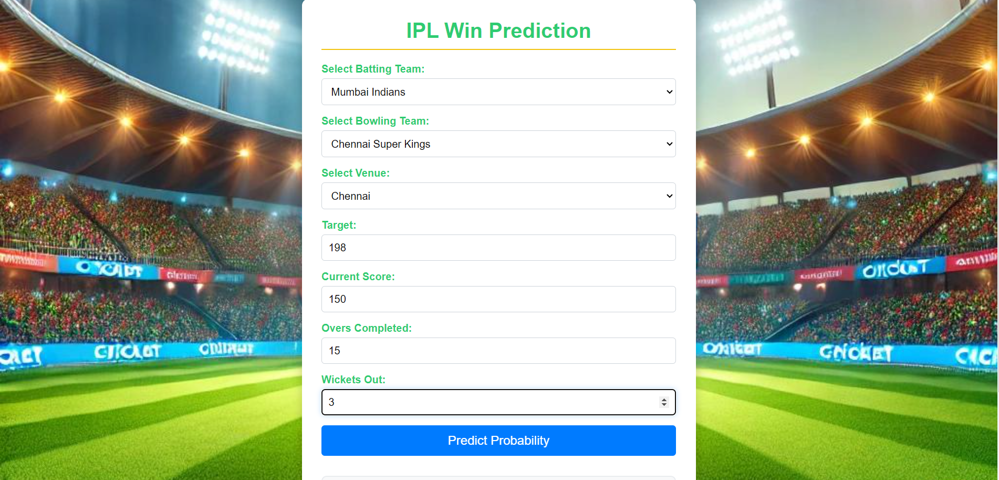 IPL Win Prediction
Select Batting Team:
Mumbai Indians
Select Bowling Team:
Chennai Super Kings
Select Venue:
Chennai
Target:
198
Current Score:
150
Overs Completed:
15
Wickets Out:
3
Predict Probability